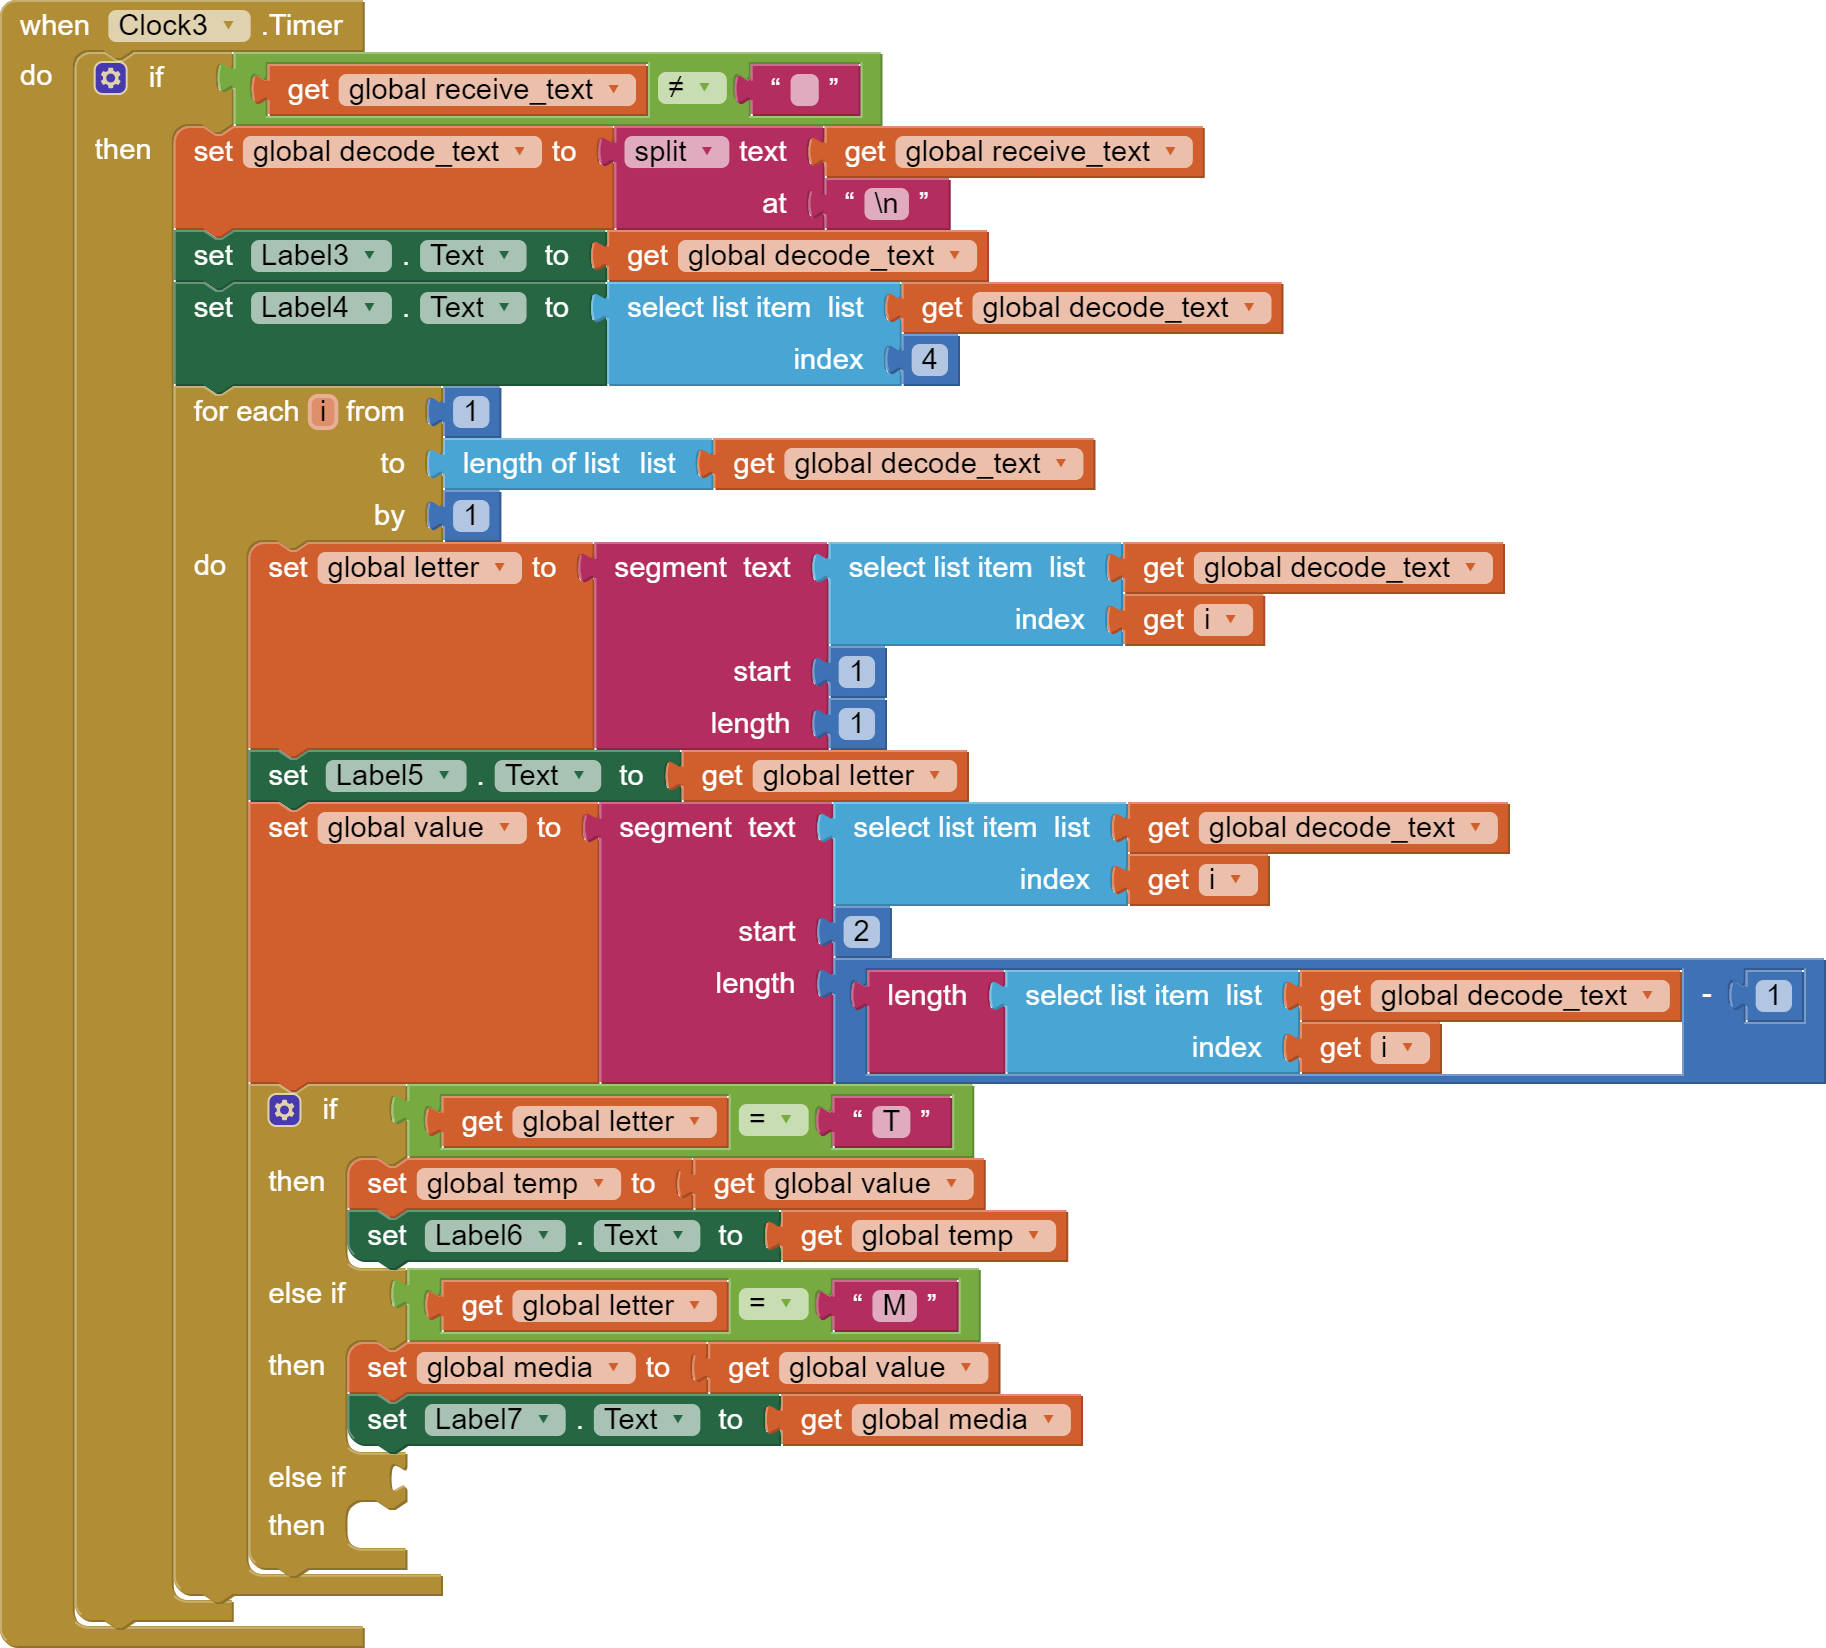 when Clock3 .Timer
do if get global receive_text ≠ “ ”
then set global decode_text to split text get global receive_text
at “ \n ”
set Label3 . Text to get global decode_text
set Label4 . Text to select list item list get global decode_text
index 4
for each i from 1
to length of list list get global decode_text
by 1
do set global letter to segment text select list item list get global decode_text
index get i
start 1
length 1
set Label5 . Text to get global letter
set global value to segment text select list item list get global decode_text
index get i
start 2
length length select list item list get global decode_text - 1
index get i
if get global letter = “ T ”
then set global temp to get global value
set Label6 . Text to get global temp
else if get global letter = “ M ”
then set global media to get global value
set Label7 . Text to get global media
else if
then